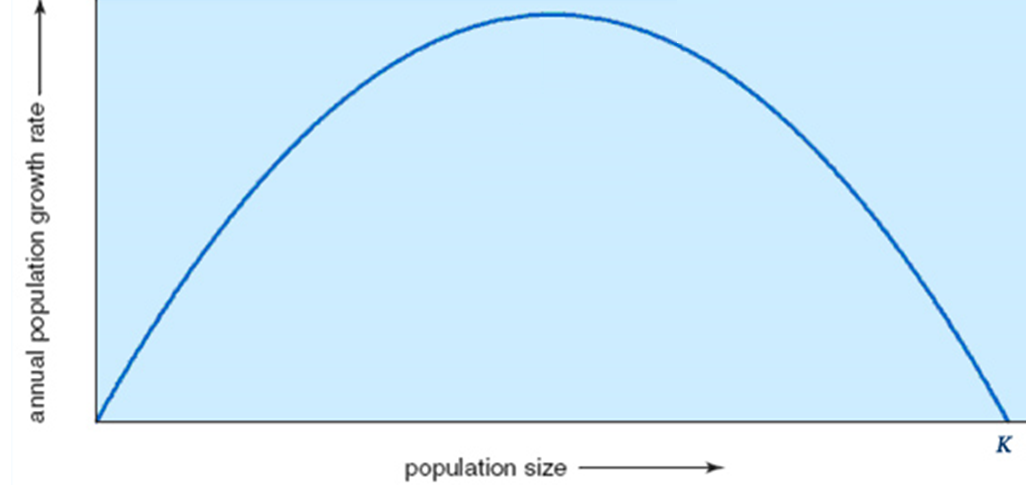 annual population growth rate
K
population size